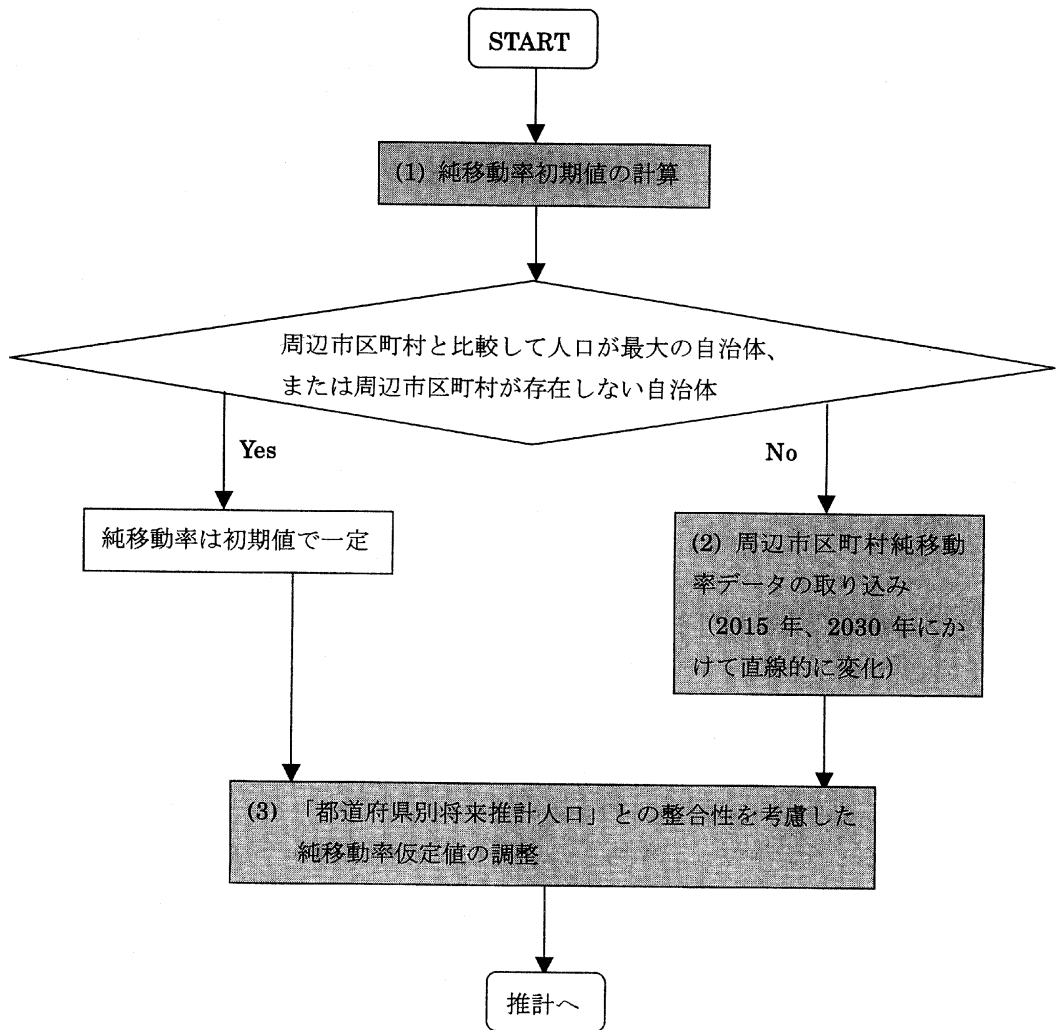 START
(1) 純移動率初期値の計算
周辺市区町村と比較して人口が最大の自治体、
または周辺市区町村が存在しない自治体
Yes
No
純移動率は初期値で一定
(2) 周辺市区町村純移動
率データの取り込み
（2015 年、2030 年にか
けて直線的に変化）
(3) 「都道府県別将来推計人口」との整合性を考慮した
純移動率仮定値の調整
推計へ